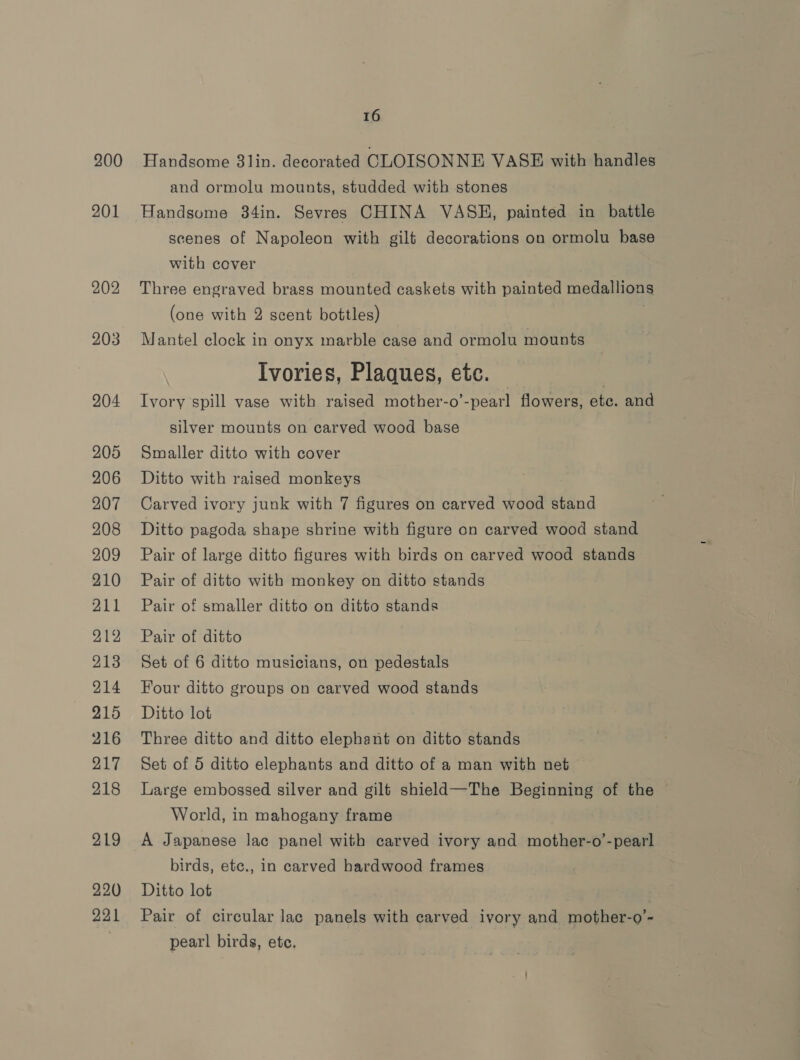 16
200 Handsome 31in. decorated CLOISONNE VASE with handles
and ormolu mounts, studded with stones
201 Handsome 34in. Sevres CHINA VASE, painted in battle
scenes of Napoleon with gilt decorations on ormolu base
with cover
202 Three engraved brass mounted caskets with painted medallions
(one with 2 scent bottles)
203 Mantel clock in onyx marble case and ormolu mounts
Ivories, Plaques, etc.
204 Ivory spill vase with raised mother-o'-pearl flowers, etc. and
silver mounts on carved wood base
205 Smaller ditto with cover
206 Ditto with raised monkeys
207 Carved ivory junk with 7 figures on carved wood stand
208 Ditto pagoda shape shrine with figure on carved wood stand
209 Pair of large ditto figures with birds on carved wood stands
210 Pair of ditto with monkey on ditto stands
211 Pair of smaller ditto on ditto stands
212 Pair of ditto
213 Set of 6 ditto musicians, on pedestals
214 Four ditto groups on carved wood stands
215 Ditto lot
216 Three ditto and ditto elephant on ditto stands
217 Set of 5 ditto elephants and ditto of a man with net
218 Large embossed silver and gilt shield—The Beginning of the
World, in mahogany frame
219 A Japanese lac panel with carved ivory and mother-o'-pearl
birds, etc., in carved hardwood frames
220 Ditto lot
221 Pair of circular lac panels with carved ivory and mother-o'-
pearl birds, etc.